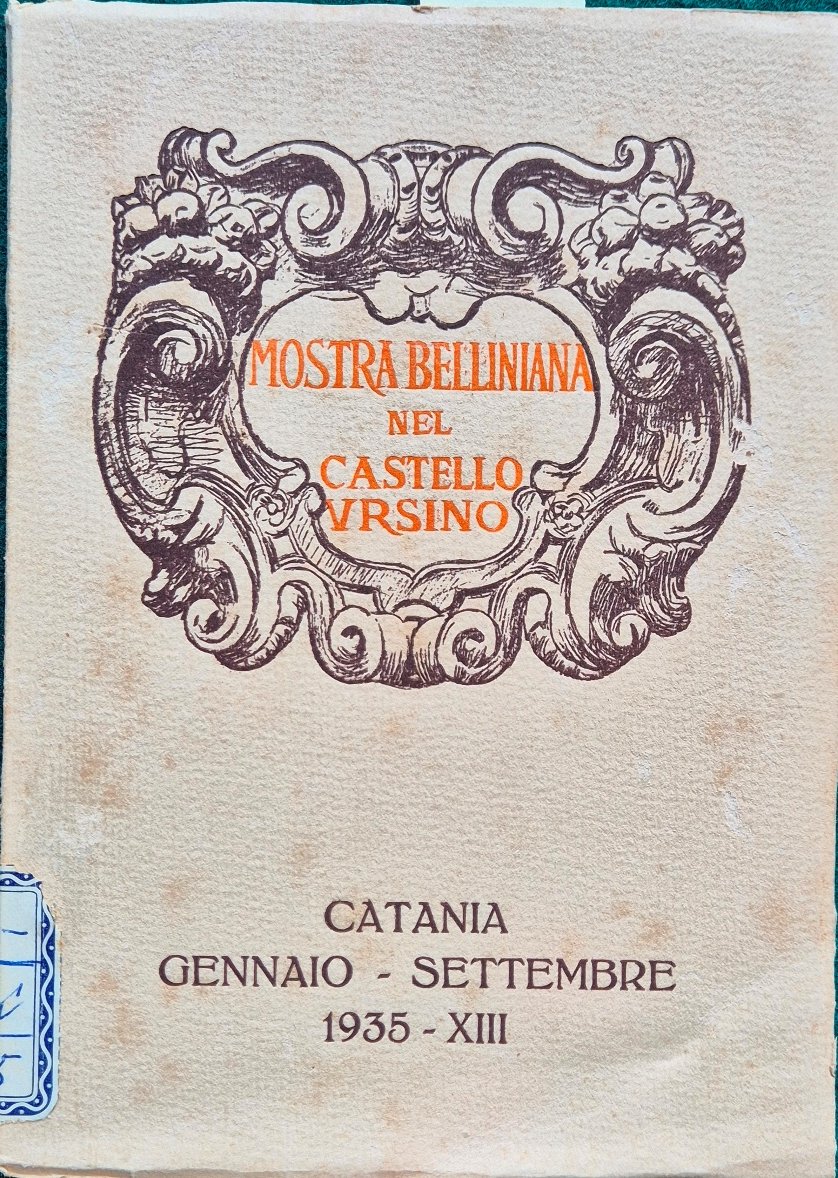 MOSTRA BELLINIANA
NEL
CASTELLO
VRSINO
CATANIA
GENNAIO - SETTEMBRE
1935 - XIII